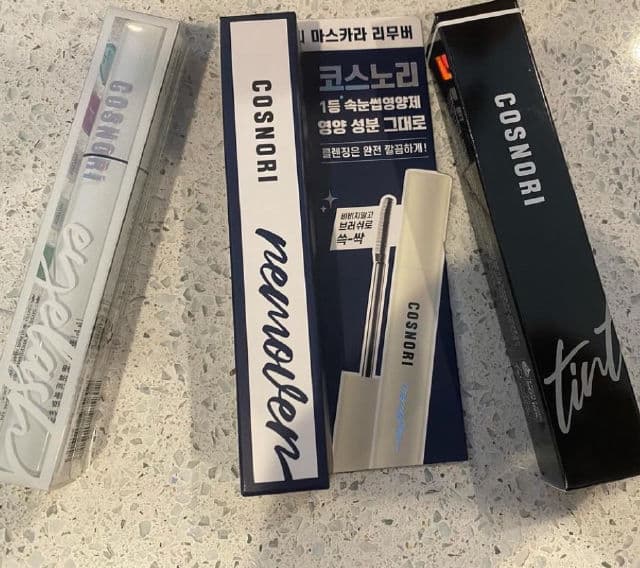 COSNORI
eyelash
COSNORI
remover
마스카라 리무버
코스노리
1등 속눈썹영양제
영양 성분 그대로
클렌징은 완전 깔끔하게!
비비지말고
브러쉬로
쓱-싹
COSNORI
COSNORI
tint